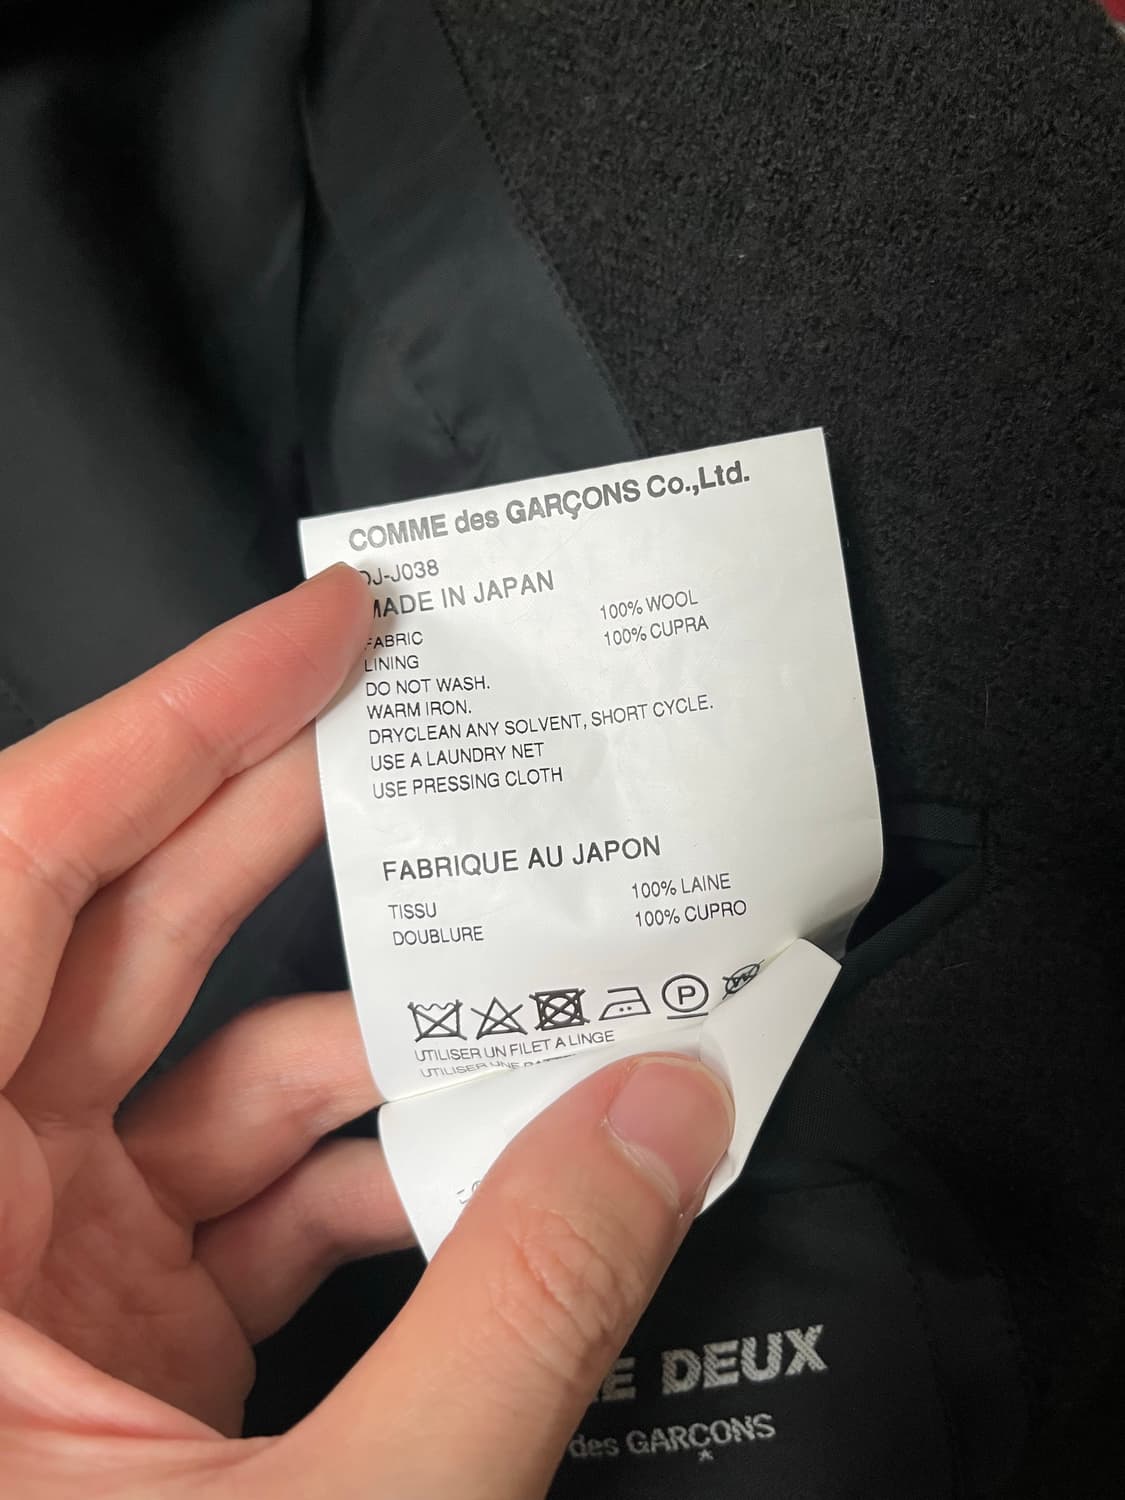 COMME des GARÇONS Co.,Ltd.
DJ-J038
MADE IN JAPAN
FABRIC 100% WOOL
LINING 100% CUPRA
DO NOT WASH.
WARM IRON.
DRYCLEAN ANY SOLVENT, SHORT CYCLE.
USE A LAUNDRY NET
USE PRESSING CLOTH
FABRIQUE AU JAPON
TISSU 100% LAINE
DOUBLURE 100% CUPRO
P
UTILISER UN FILET A LINGE
UTILISER UNE
DEUX
des GARÇONS